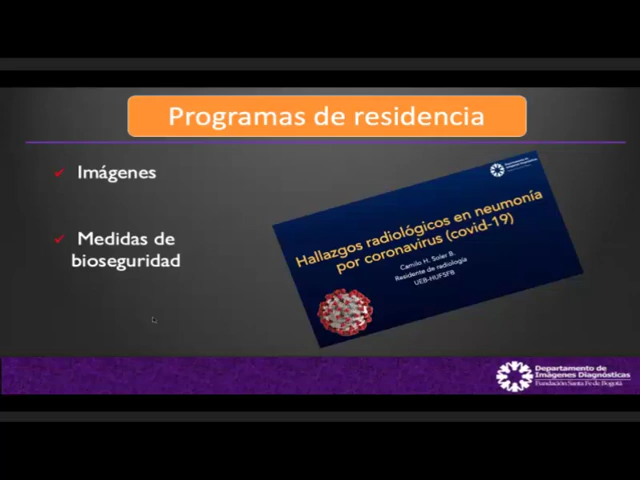 Programas de residencia
Imágenes
Medidas de
bioseguridad
Hallazgos radiológicos en neumonía
por coronavirus (covid-19)
Camilo H. Soler B.
Residente de radiología
UEB-HUFSFB
Departamento de
Imágenes Diagnósticas
Fundación Santa Fe de Bogotá